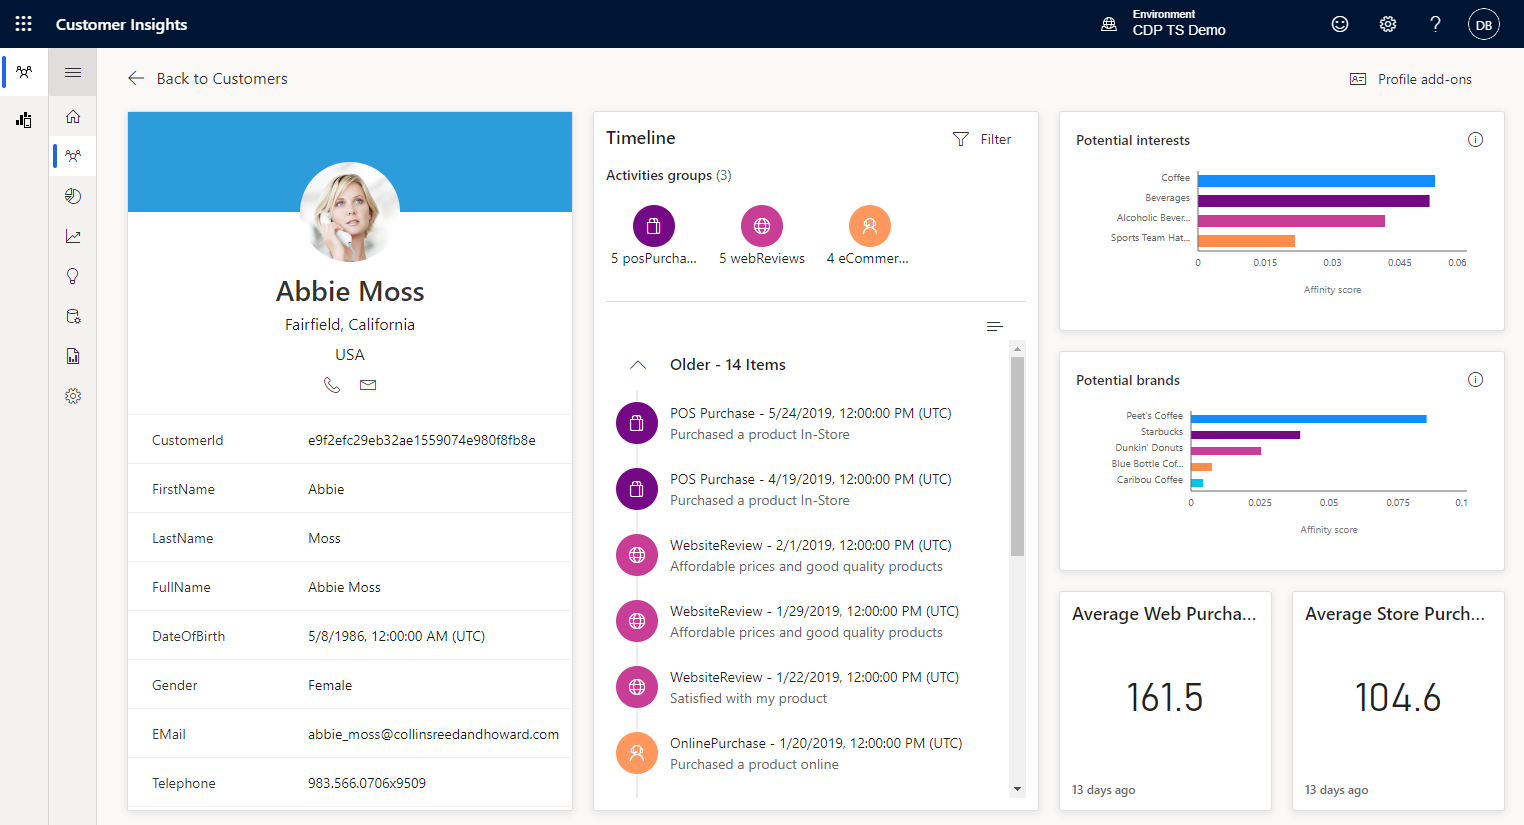 Customer Insights
Environment
CDP TS Demo
DB
Back to Customers
Profile add-ons
Abbie Moss
Fairfield, California
USA
CustomerId e9f2efc29eb32ae1559074e980f8fb8e
FirstName Abbie
LastName Moss
FullName Abbie Moss
DateOfBirth 5/8/1986, 12:00:00 AM (UTC)
Gender Female
EMail abbie_moss@collinsreedandhoward.com
Telephone 983.566.0706x9509
Timeline
Filter
Activities groups (3)
5 posPurcha...
5 webReviews
4 eCommer...
Older - 14 Items
POS Purchase - 5/24/2019, 12:00:00 PM (UTC)
Purchased a product In-Store
POS Purchase - 4/19/2019, 12:00:00 PM (UTC)
Purchased a product In-Store
WebsiteReview - 2/1/2019, 12:00:00 PM (UTC)
Affordable prices and good quality products
WebsiteReview - 1/29/2019, 12:00:00 PM (UTC)
Affordable prices and good quality products
WebsiteReview - 1/22/2019, 12:00:00 PM (UTC)
Satisfied with my product
OnlinePurchase - 1/20/2019, 12:00:00 PM (UTC)
Purchased a product online
Potential interests
Coffee
Beverages
Alcoholic Bever...
Sports Team Hat...
0 0.015 0.03 0.045 0.06
Affinity score
Potential brands
Peet's Coffee
Starbucks
Dunkin' Donuts
Blue Bottle Cof...
Caribou Coffee
0 0.025 0.05 0.075 0.1
Affinity score
Average Web Purcha...
161.5
13 days ago
Average Store Purch...
104.6
13 days ago